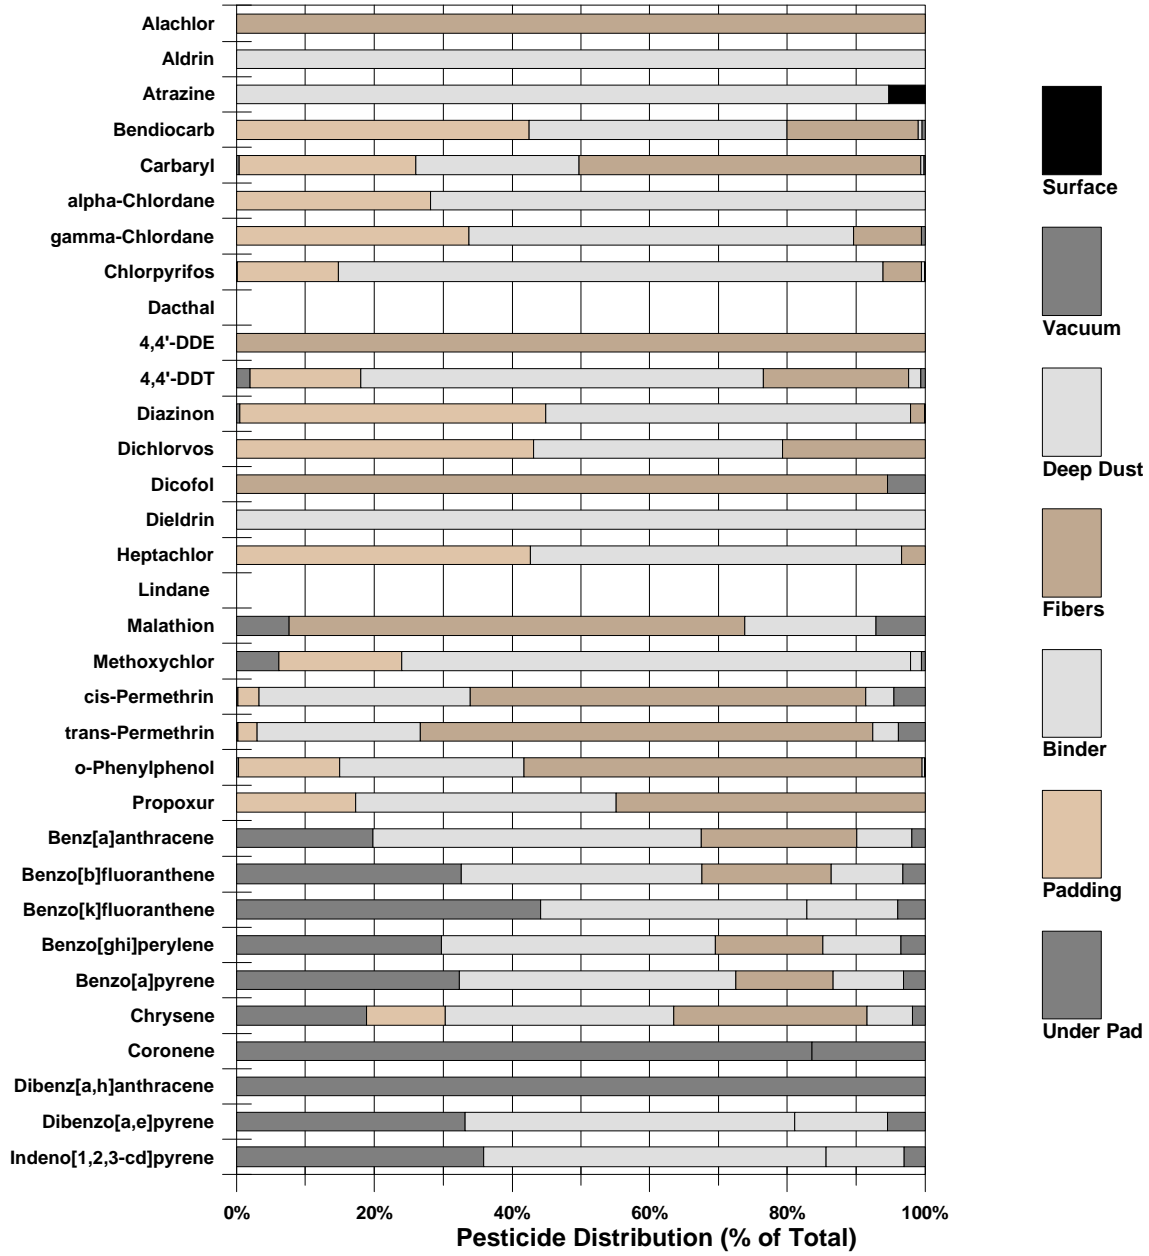 Alachlor
Aldrin
Atrazine
Bendiocarb
Carbaryl
alpha-Chlordane
gamma-Chlordane
Chlorpyrifos
Dacthal
4,4'-DDE
4,4'-DDT
Diazinon
Dichlorvos
Dicofol
Dieldrin
Heptachlor
Lindane
Malathion
Methoxychlor
cis-Permethrin
trans-Permethrin
o-Phenylphenol
Propoxur
Benz[a]anthracene
Benzo[b]fluoranthene
Benzo[k]fluoranthene
Benzo[ghi]perylene
Benzo[a]pyrene
Chrysene
Coronene
Dibenz[a,h]anthracene
Dibenzo[a,e]pyrene
Indeno[1,2,3-cd]pyrene
0% 20% 40% 60% 80% 100%
Pesticide Distribution (% of Total)
Surface
Vacuum
Deep Dust
Fibers
Binder
Padding
Under Pad